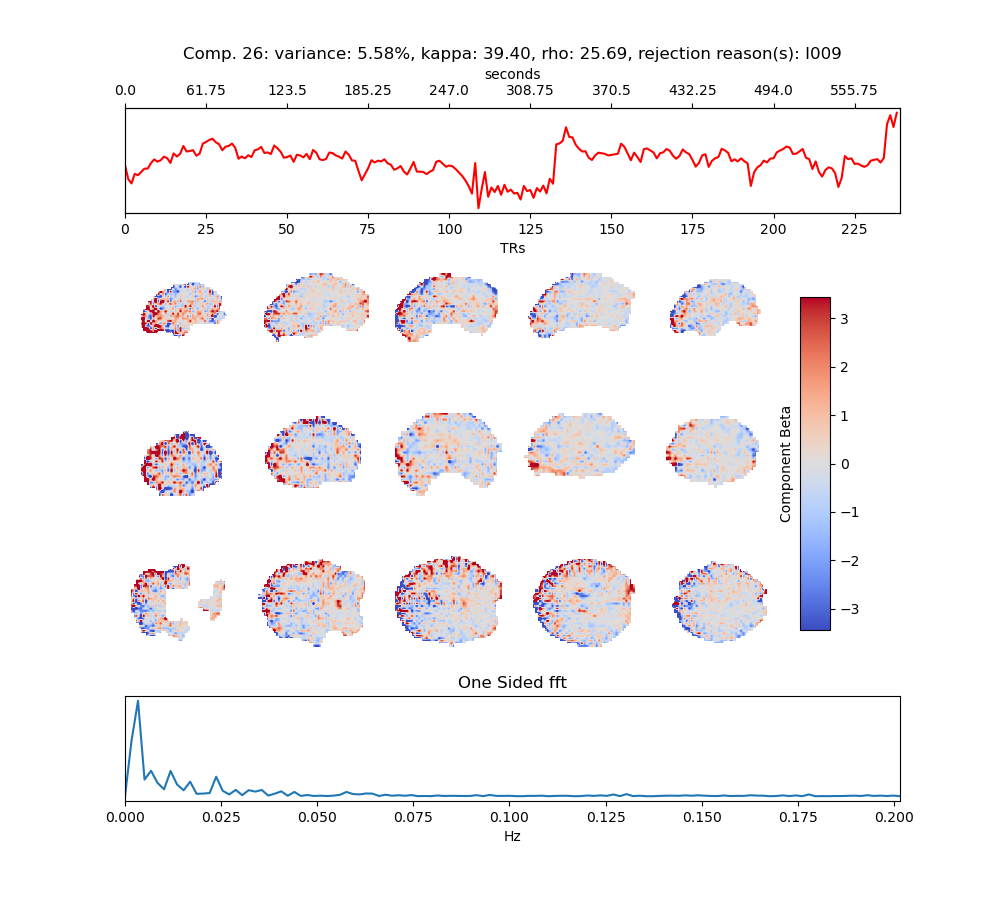 Comp. 26: variance: 5.58%, kappa: 39.40, rho: 25.69, rejection reason(s): I009
seconds
0.0 61.75 123.5 185.25 247.0 308.75 370.5 432.25 494.0 555.75
0 25 50 75 100 125 150 175 200 225
TRs
3
2
1
0
−1
−2
−3
Component Beta
One Sided fft
0.000 0.025 0.050 0.075 0.100 0.125 0.150 0.175 0.200
Hz